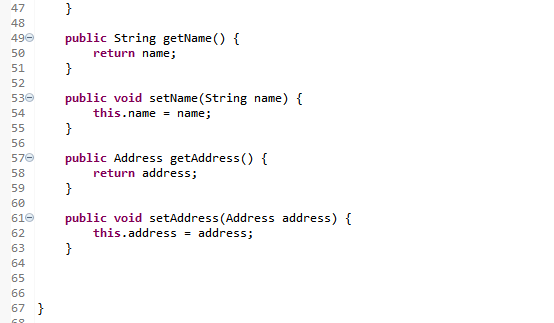 47 }
48
49 public String getName() {
50 return name;
51 }
52
53 public void setName(String name) {
54 this.name = name;
55 }
56
57 public Address getAddress() {
58 return address;
59 }
60
61 public void setAddress(Address address) {
62 this.address = address;
63 }
64
65
66
67 }
68